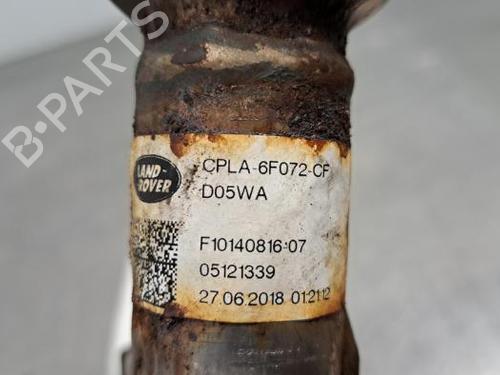 B-PARTS
LAND-
ROVER
CPLA-6F072-CF
D05WA
F10140816-07
05121339
27.06.2018 01:21:12